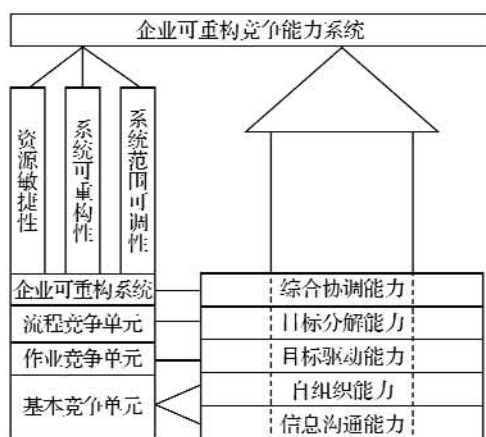 企业可重构竞争能力系统
资源敏捷性
系统可重构性
系统范围可调性
企业可重构系统
综合协调能力
流程竞争单元
目标分解能力
作业竞争单元
目标驱动能力
基本竞争单元
自组织能力
信息沟通能力